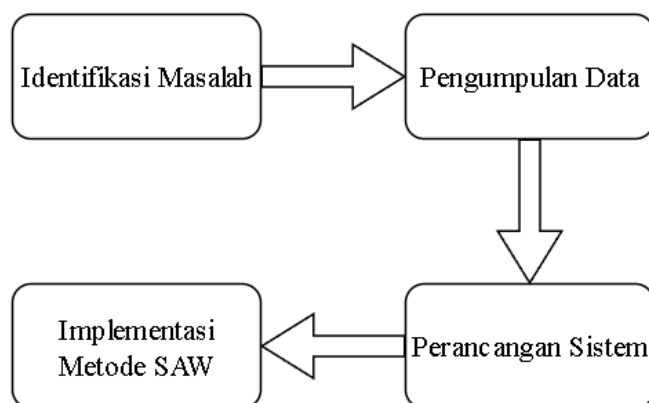 Identifikasi Masalah
Pengumpulan Data
Perancangan Sistem
Implementasi
Metode SAW